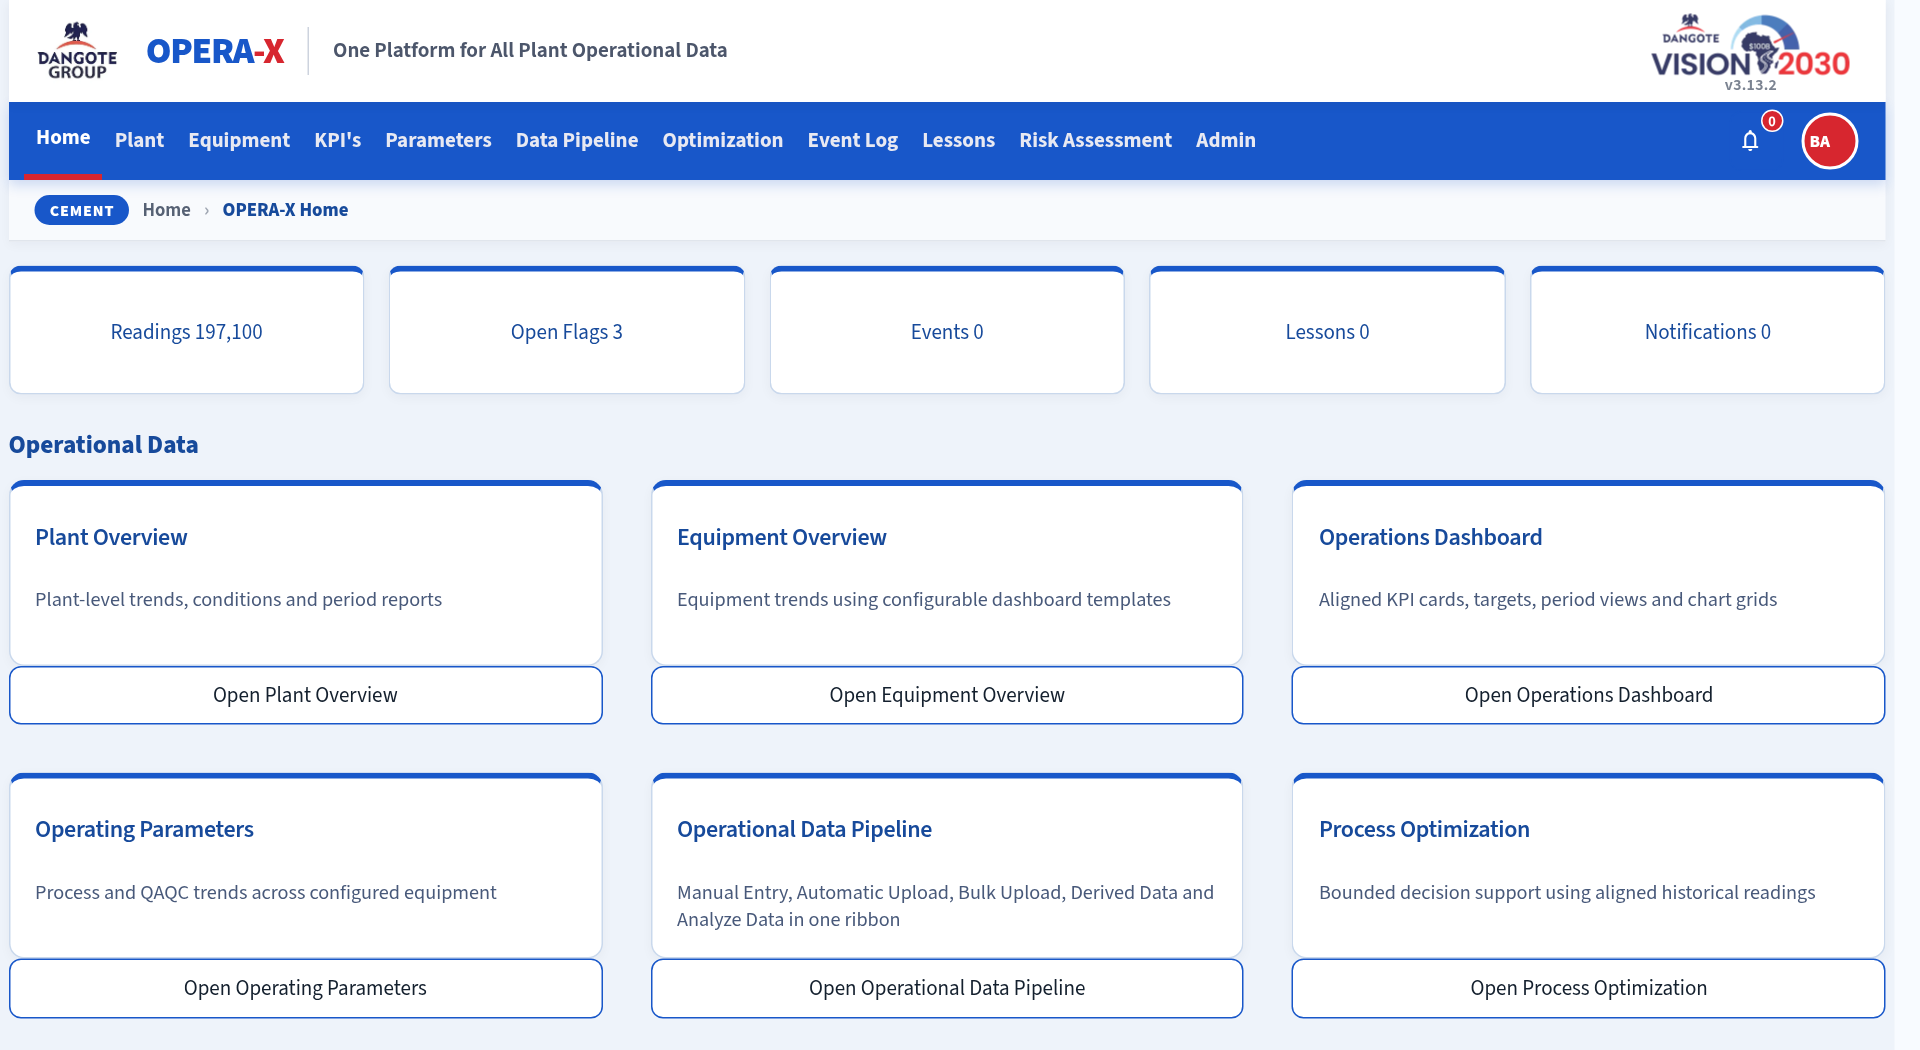 DANGOTE
GROUP
OPERA-X
One Platform for All Plant Operational Data
DANGOTE
$100B
VISION 2030
v3.13.2
Home Plant Equipment KPI's Parameters Data Pipeline Optimization Event Log Lessons Risk Assessment Admin 0 BA
CEMENT Home › OPERA-X Home
Readings 197,100 Open Flags 3 Events 0 Lessons 0 Notifications 0
Operational Data
Plant Overview
Plant-level trends, conditions and period reports
Open Plant Overview
Equipment Overview
Equipment trends using configurable dashboard templates
Open Equipment Overview
Operations Dashboard
Aligned KPI cards, targets, period views and chart grids
Open Operations Dashboard
Operating Parameters
Process and QAQC trends across configured equipment
Open Operating Parameters
Operational Data Pipeline
Manual Entry, Automatic Upload, Bulk Upload, Derived Data and
Analyze Data in one ribbon
Open Operational Data Pipeline
Process Optimization
Bounded decision support using aligned historical readings
Open Process Optimization